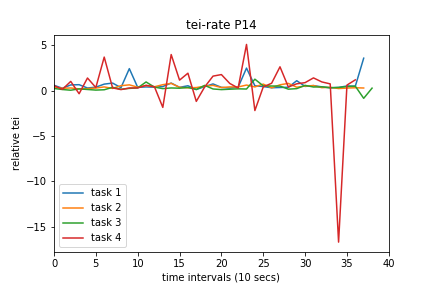 tei-rate P14
relative tei
5
0
−5
−10
−15
task 1
task 2
task 3
task 4
0 5 10 15 20 25 30 35 40
time intervals (10 secs)